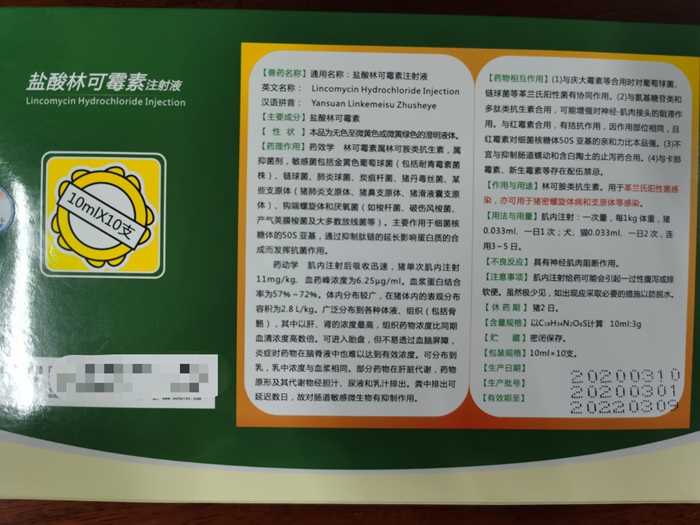 盐酸林可霉素注射液
Lincomycin Hydrochloride Injection
10mlX10支
【兽药名称】通用名称：盐酸林可霉素注射液
英文名称： Lincomycin Hydrochloride Injection
汉语拼音： Yansuan Linkemeisu Zhusheye
【主要成分】盐酸林可霉素
【性 状】本品为无色至微黄色或微黄绿色的澄明液体。
【药理作用】药效学 林可霉素属林可胺类抗生素，属
抑菌剂，敏感菌包括金黄色葡萄球菌（包括耐青霉素菌
株）、链球菌、肺炎球菌、炭疽杆菌、猪丹毒丝菌、某
些支原体（猪肺炎支原体、猪鼻支原体、猪滑液囊支原
体）、钩端螺旋体和厌氧菌（如梭杆菌、破伤风梭菌、
产气荚膜梭菌及大多数放线菌等）。主要作用于细菌核
糖体的50S 亚基，通过抑制肽链的延长影响蛋白质的合
成而发挥抗菌作用。
药动学 肌内注射后吸收迅速，猪单次肌内注射
11mg/kg，血药峰浓度为6.25μg/ml。血浆蛋白结合
率为57%~72%。体内分布较广，在猪体内的表观分布
容积为2.8 L/kg。广泛分布到各种体液、组织（包括骨
骼），其中以肝、肾的浓度最高，组织药物浓度比同期
血清浓度高数倍。可进入胎盘，但不易透过血脑屏障，
炎症时药物在脑脊液中也难以达到有效浓度。可分布到
乳，乳中浓度与血浆相同。部分药物在肝脏代谢，药物
原形及其代谢物经胆汁、尿液和乳汁排出。粪中排出可
延迟数日，故对肠道敏感微生物有抑制作用。
【药物相互作用】(1)与庆大霉素等合用时对葡萄球菌、
链球菌等革兰氏阳性菌有协同作用。(2)与氨基糖苷类和
多肽类抗生素合用，可能增强对神经-肌肉接头的阻滞作
用。与红霉素合用，有拮抗作用，因作用部位相同，且
红霉素对细菌核糖体50S 亚基的亲和力比本品强。(3)不
宜与抑制肠道蠕动和含白陶土的止泻药合用。(4)与卡那
霉素、新生霉素等存在配伍禁忌。
【作用与用途】林可胺类抗生素。用于革兰氏阳性菌感
染，亦可用于猪密螺旋体病和支原体等感染。
【用法与用量】肌内注射：一次量，每1kg 体重，猪
0.033ml，一日1次；犬、猫0.033ml，一日2次，连
用3~5 日。
【不良反应】具有神经肌肉阻断作用。
【注意事项】肌内注射给药可能会引起一过性腹泻或排
软便。虽然极少见，如出现应采取必要的措施以防脱水。
【休 药 期】猪2日。
【含量规格】以C₁₈H₃₄N₂O₆S计算 10ml:3g
【贮 藏】密闭保存。
【包装规格】10ml×10支。
【生产日期】 20200310
【生产批号】 20200301
【有效期至】 20220309